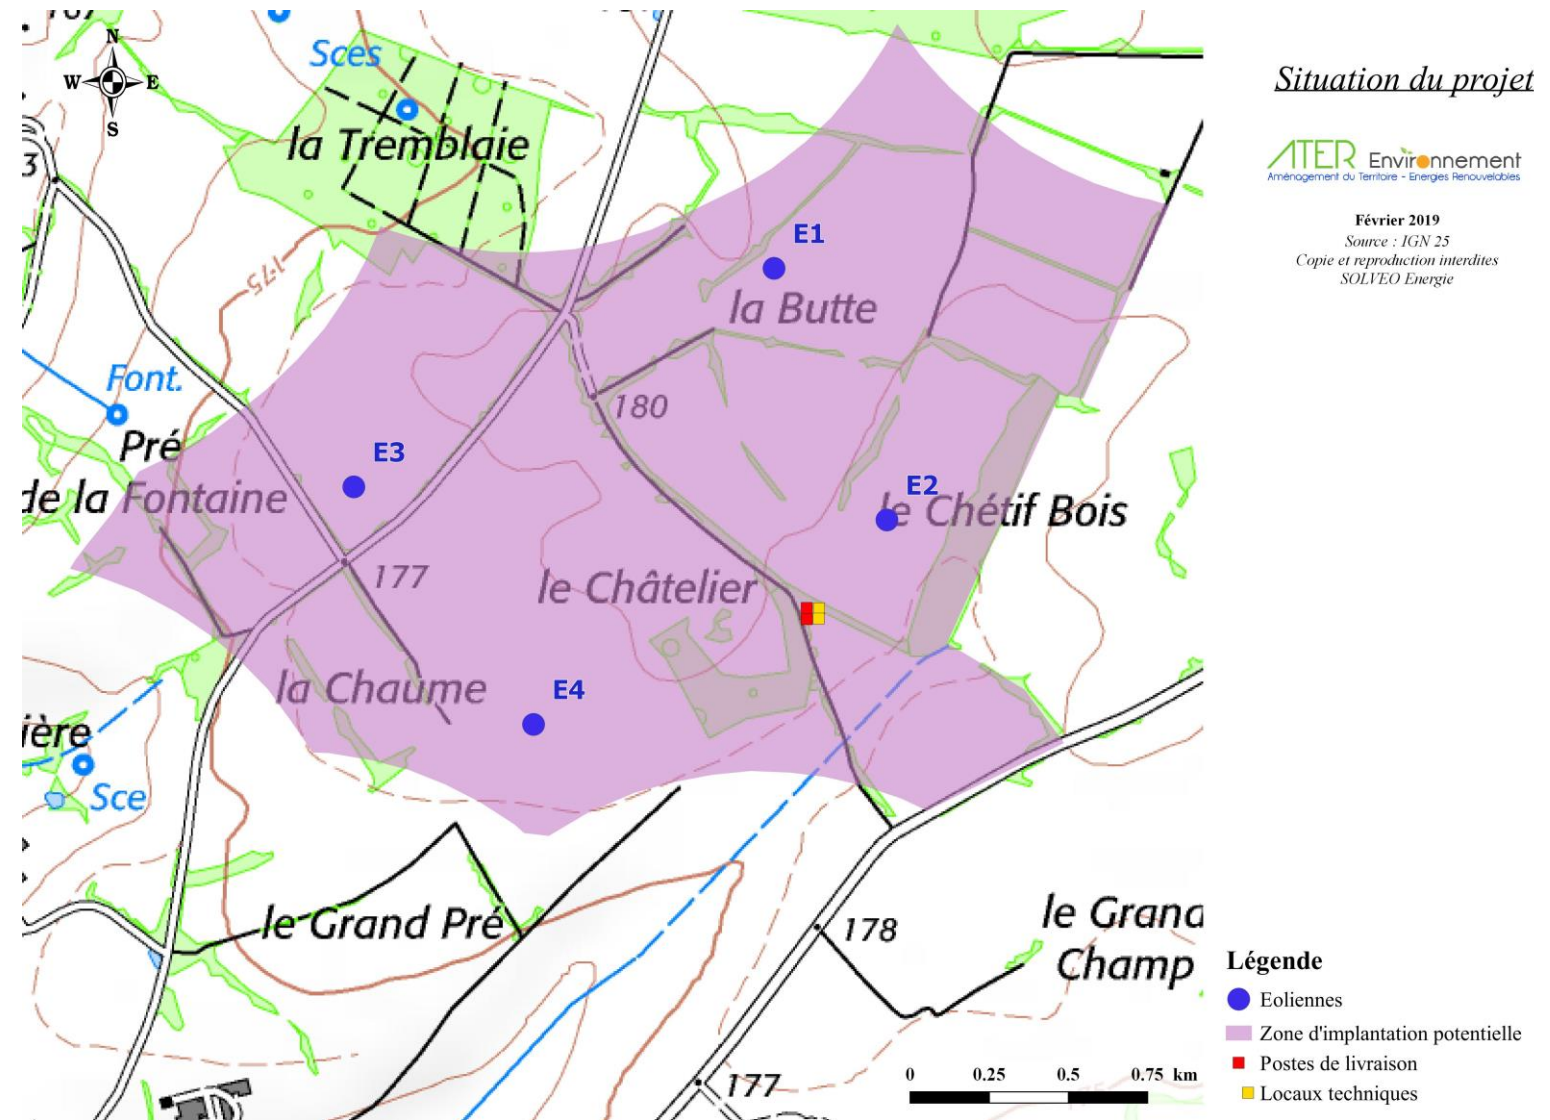 N
W E
S
Sces
la Tremblaie
3
175
E1
la Butte
Font.
Pré
de la Fontaine
180
E3
E2
le Chétif Bois
177
le Châtelier
la Chaume
E4
ière
Sce
le Grand Pré
178
le Grand
Champ
177
Situation du projet
ATER Environnement
Aménagement du Territoire - Energies Renouvelables
Février 2019
Source : IGN 25
Copie et reproduction interdites
SOLVEO Energie
Légende
Eoliennes
Zone d'implantation potentielle
Postes de livraison
Locaux techniques
0 0.25 0.5 0.75 km